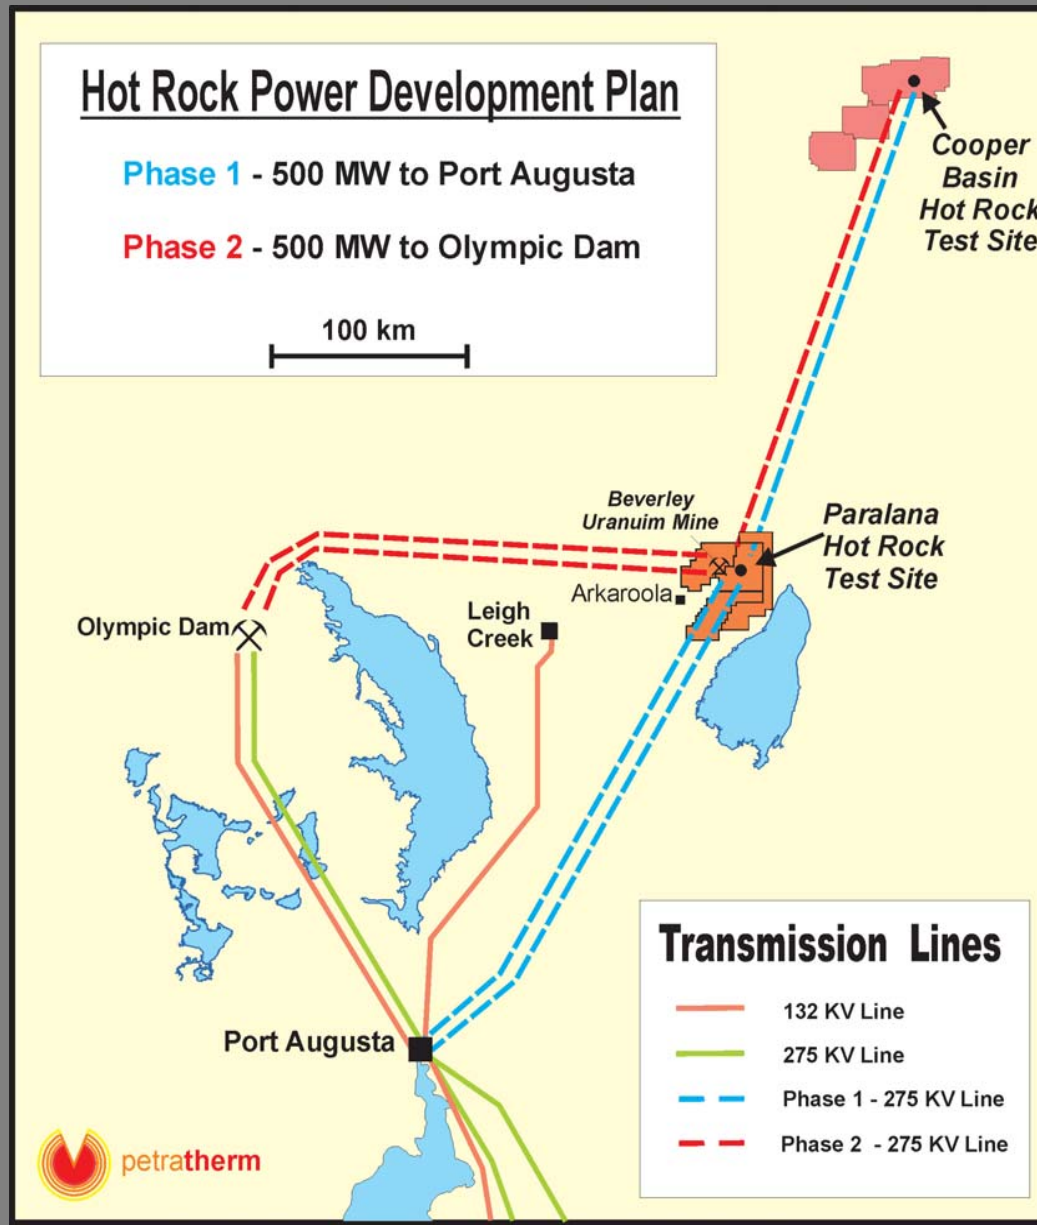 Hot Rock Power Development Plan
Phase 1 - 500 MW to Port Augusta
Phase 2 - 500 MW to Olympic Dam
100 km
Cooper
Basin
Hot Rock
Test Site
Beverley
Uranuim Mine
Paralana
Hot Rock
Test Site
Arkaroola
Leigh
Creek
Olympic Dam
Port Augusta
Transmission Lines
132 KV Line
275 KV Line
Phase 1 - 275 KV Line
Phase 2 - 275 KV Line
petratherm